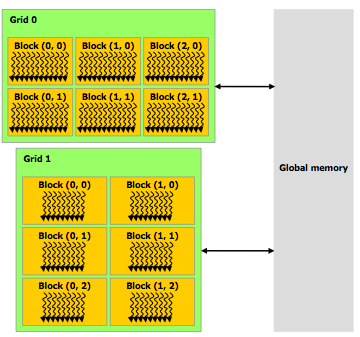 Grid 0
Block (0, 0) Block (1, 0) Block (2, 0)
Block (0, 1) Block (1, 1) Block (2, 1)
Grid 1
Block (0, 0) Block (1, 0)
Block (0, 1) Block (1, 1)
Block (0, 2) Block (1, 2)
Global memory